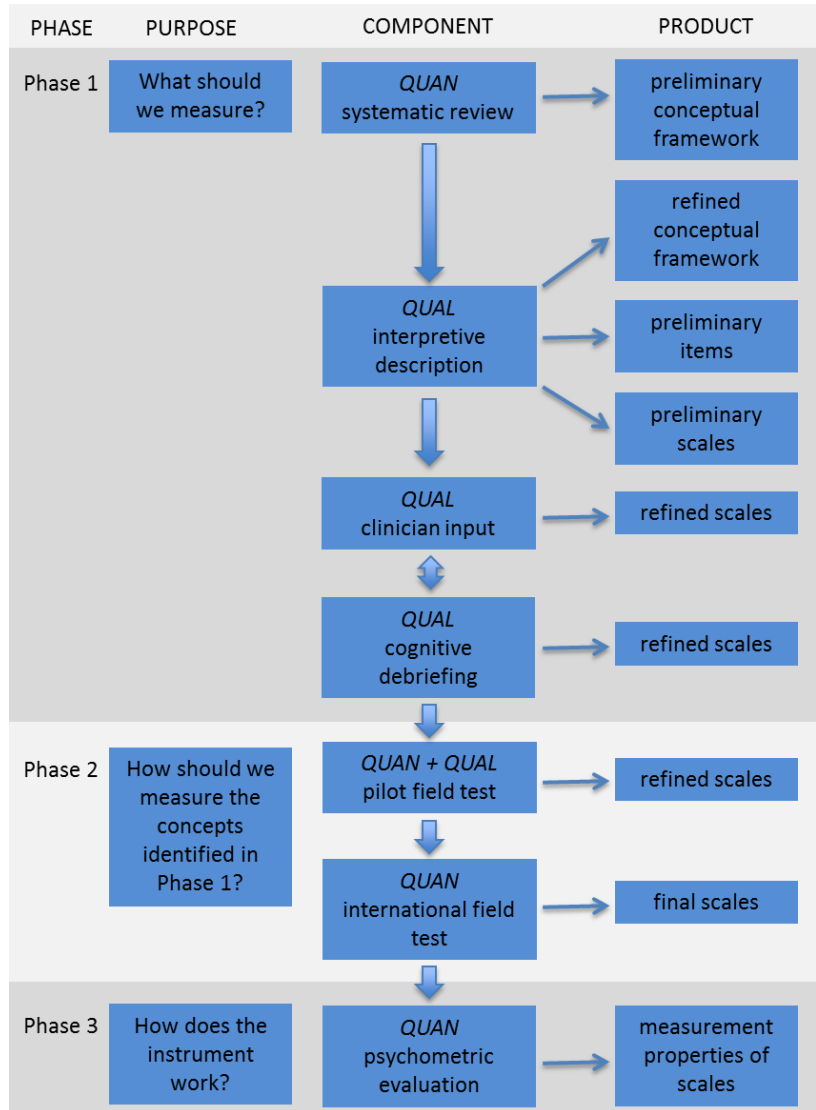 PHASE PURPOSE COMPONENT PRODUCT
Phase 1
What should
we measure?
QUAN
systematic review
preliminary
conceptual
framework
refined
conceptual
framework
QUAL
interpretive
description
preliminary
items
preliminary
scales
QUAL
clinician input
refined scales
QUAL
cognitive
debriefing
refined scales
Phase 2
How should we
measure the
concepts
identified in
Phase 1?
QUAN + QUAL
pilot field test
refined scales
QUAN
international field
test
final scales
Phase 3
How does the
instrument
work?
QUAN
psychometric
evaluation
measurement
properties of
scales